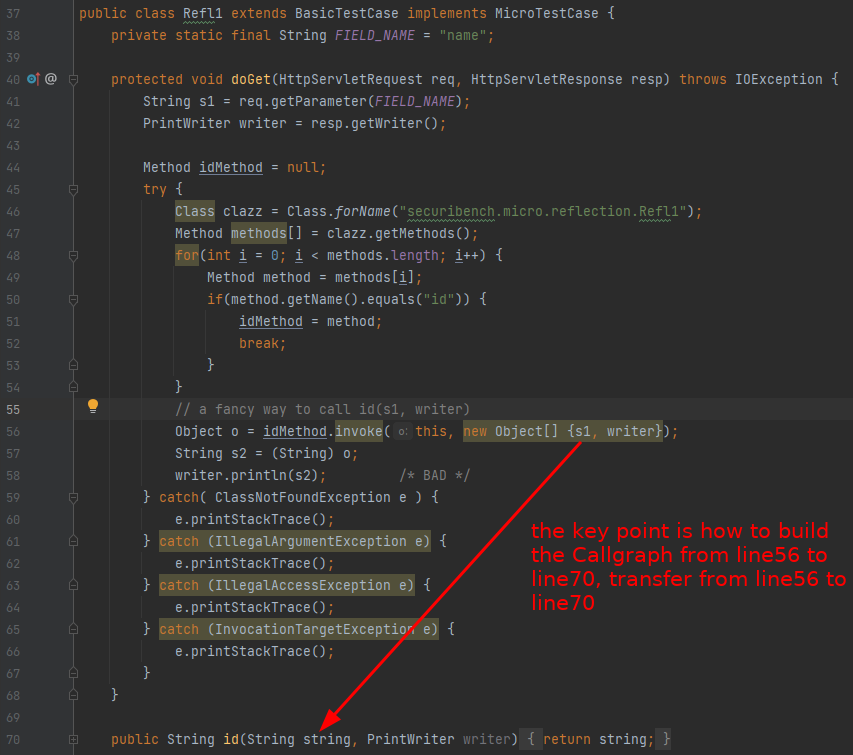 37 public class Refl1 extends BasicTestCase implements MicroTestCase {
38 private static final String FIELD_NAME = "name";
39
40 @ protected void doGet(HttpServletRequest req, HttpServletResponse resp) throws IOException {
41 String s1 = req.getParameter(FIELD_NAME);
42 PrintWriter writer = resp.getWriter();
43
44 Method idMethod = null;
45 try {
46 Class clazz = Class.forName("securibench.micro.reflection.Refl1");
47 Method methods[] = clazz.getMethods();
48 for(int i = 0; i < methods.length; i++) {
49 Method method = methods[i];
50 if(method.getName().equals("id")) {
51 idMethod = method;
52 break;
53 }
54 }
55 // a fancy way to call id(s1, writer)
56 Object o = idMethod.invoke( o: this, new Object[] {s1, writer});
57 String s2 = (String) o;
58 writer.println(s2); /* BAD */
59 } catch( ClassNotFoundException e ) {
60 e.printStackTrace();
61 } catch (IllegalArgumentException e) {
62 e.printStackTrace();
63 } catch (IllegalAccessException e) {
64 e.printStackTrace();
65 } catch (InvocationTargetException e) {
66 e.printStackTrace();
67 }
68 }
69
70 public String id(String string, PrintWriter writer) { return string; }
the key point is how to build
the Callgraph from line56 to
line70, transfer from line56 to
line70